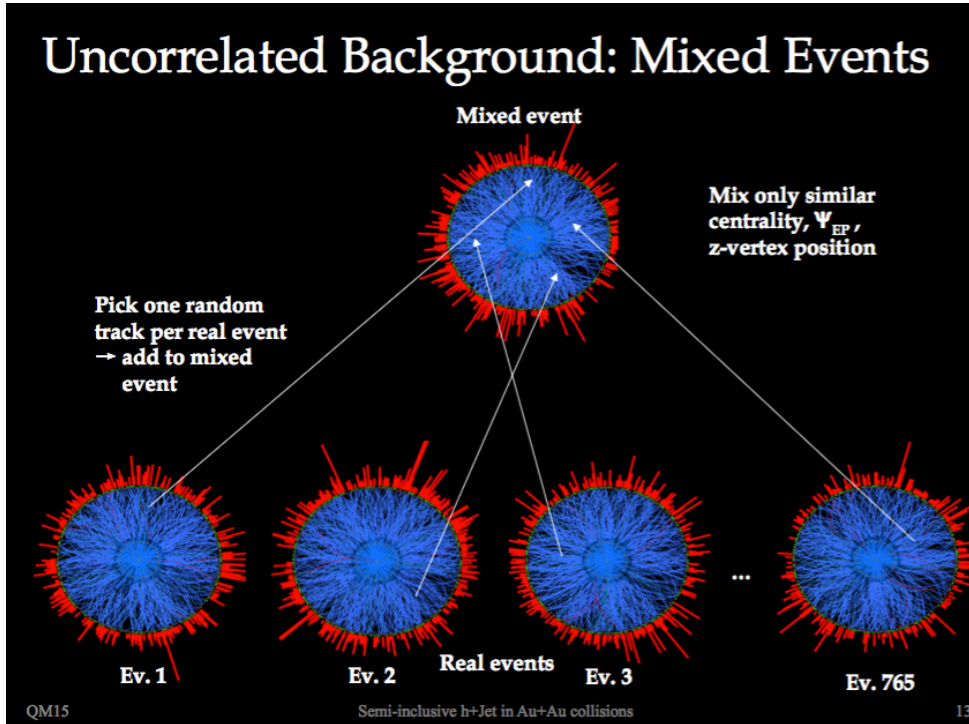 Uncorrelated Background: Mixed Events
Mixed event
Mix only similar
centrality, ΨEP ,
z-vertex position
Pick one random
track per real event
→ add to mixed
event
Real events
Ev. 1
Ev. 2
Ev. 3
...
Ev. 765
QM15
Semi-inclusive h+Jet in Au+Au collisions
13